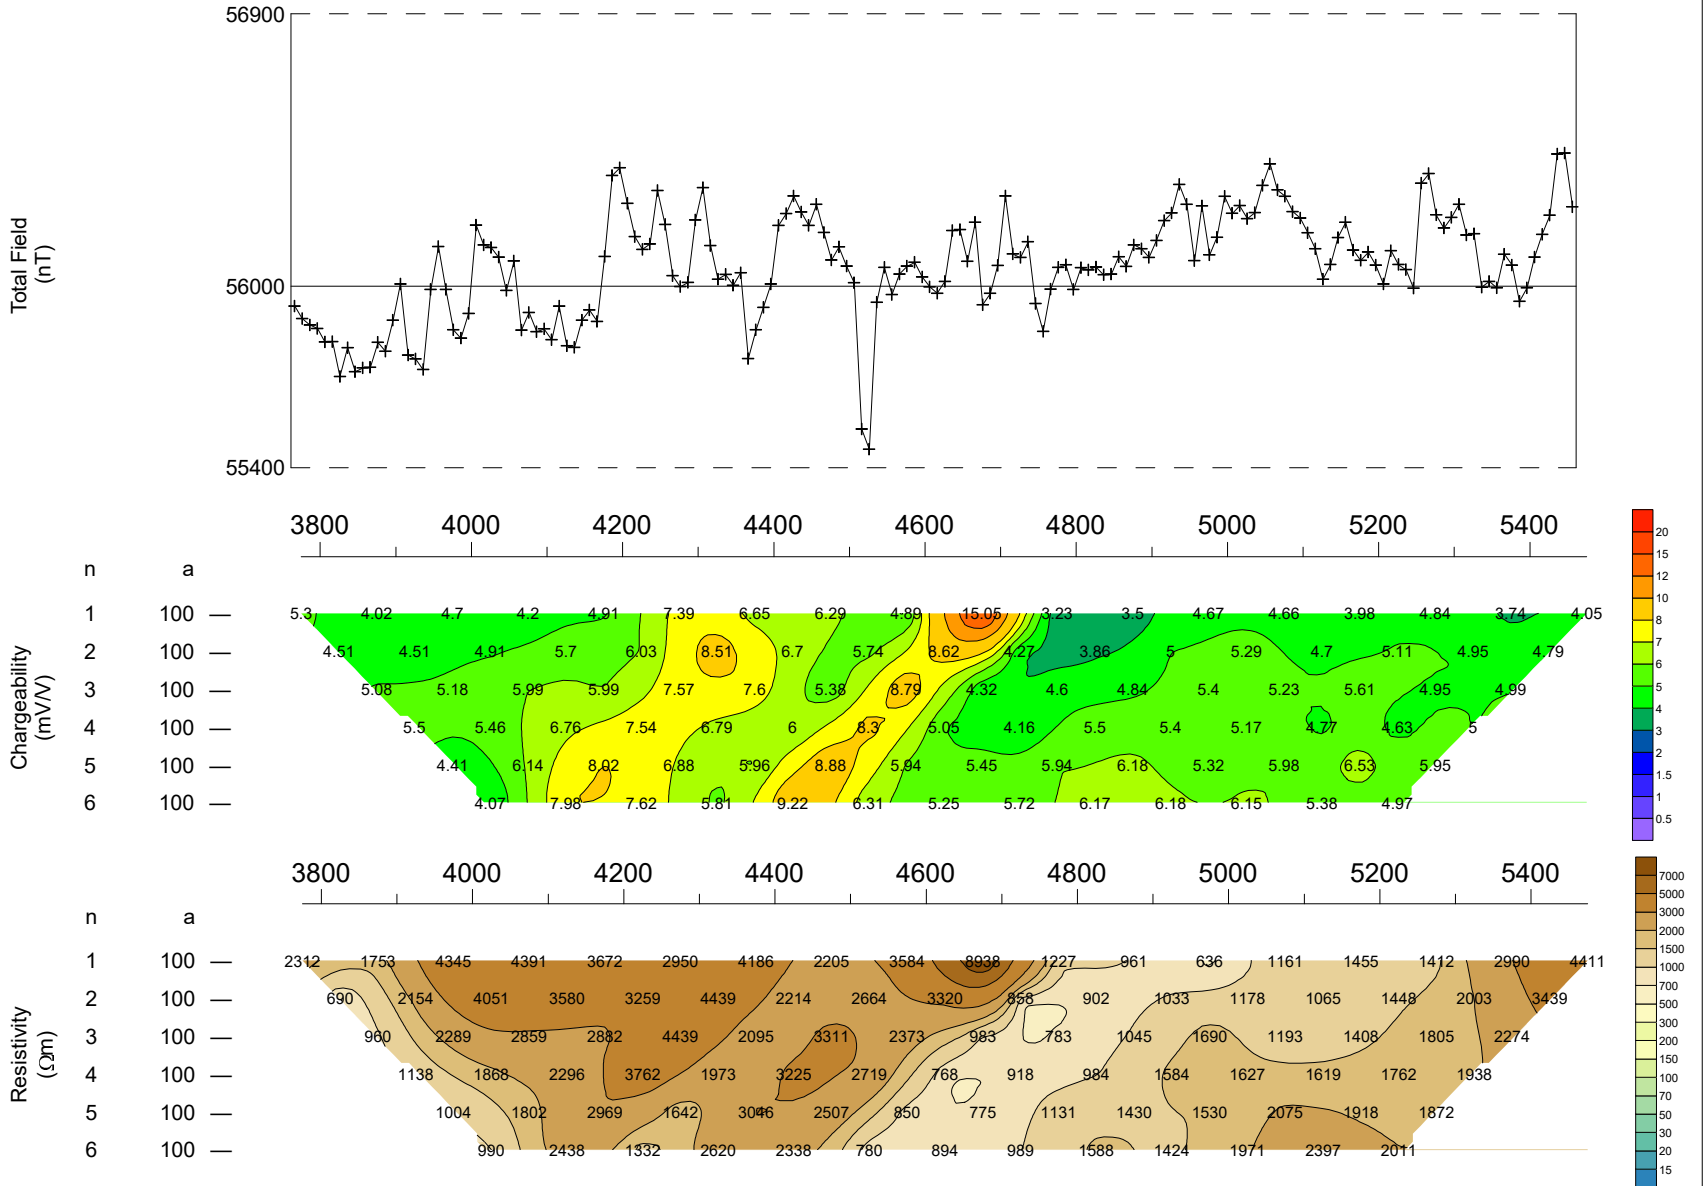 56900
Total Field
(nT)
56000
55400
3800 4000 4200 4400 4600 4800 5000 5200 5400
n a
1 100 — 5.3 4.02 4.7 4.2 4.91 7.39 6.65 6.29 4.89 15.05 3.23 3.5 4.67 4.66 3.98 4.84 3.74 4.05
2 100 — 4.51 4.51 4.91 5.7 6.03 8.51 6.7 5.74 8.62 4.27 3.86 5 5.29 4.7 5.11 4.95 4.79
3 100 — 5.08 5.18 5.99 5.99 7.57 7.6 5.38 8.79 4.32 4.6 4.84 5.4 5.23 5.61 4.95 4.99
4 100 — 5.5 5.46 6.76 7.54 6.79 6 8.3 5.05 4.16 5.5 5.4 5.17 4.77 4.63 5
5 100 — 4.41 6.14 8.02 6.88 5.96 8.88 5.94 5.45 5.94 6.18 5.32 5.98 6.53 5.95
6 100 — 4.07 7.98 7.62 5.81 9.22 6.31 5.25 5.72 6.17 6.18 6.15 5.38 4.97
Chargeability
(mV/V)
20
15
12
10
8
7
6
5
4
3
2
1.5
1
0.5
3800 4000 4200 4400 4600 4800 5000 5200 5400
n a
1 100 — 2312 1753 4345 4391 3672 2950 4186 2205 3584 8938 1227 961 636 1161 1455 1412 2990 4411
2 100 — 690 2154 4051 3580 3259 4439 2214 2664 3320 858 902 1033 1178 1065 1448 2003 3439
3 100 — 960 2289 2859 2882 4439 2095 3311 2373 983 783 1045 1690 1193 1408 1805 2274
4 100 — 1138 1868 2296 3762 1973 3225 2719 768 918 984 1584 1627 1619 1762 1938
5 100 — 1004 1802 2969 1642 3046 2507 850 775 1131 1430 1530 2075 1918 1872
6 100 — 990 2438 1332 2620 2338 780 894 989 1588 1424 1971 2397 2011
Resistivity
(Ωm)
7000
5000
3000
2000
1500
1000
700
500
300
200
150
100
70
50
30
20
15